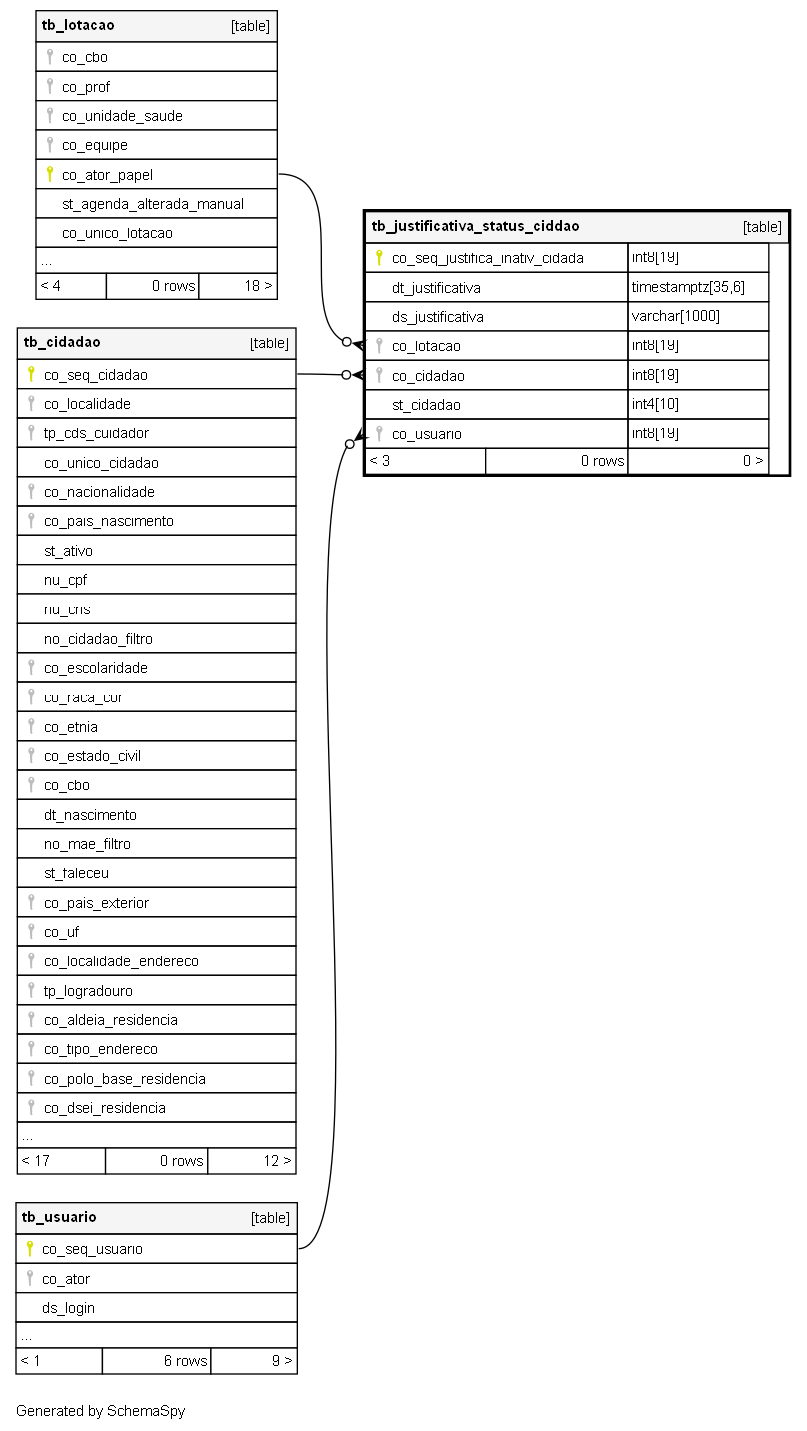 tb_lotacao [table]
co_cbo
co_prof
co_unidade_saude
co_equipe
co_ator_papel
st_agenda_alterada_manual
co_unico_lotacao
...
< 4 0 rows 18 >
tb_justificativa_status_ciddao [table]
co_seq_justifica_inativ_cidada int8[19]
dt_justificativa timestamptz[35,6]
ds_justificativa varchar[1000]
co_lotacao int8[19]
co_cidadao int8[19]
st_cidadao int4[10]
co_usuario int8[19]
< 3 0 rows 0 >
tb_cidadao [table]
co_seq_cidadao
co_localidade
tp_cds_cuidador
co_unico_cidadao
co_nacionalidade
co_pais_nascimento
st_ativo
nu_cpf
nu_cns
no_cidadao_filtro
co_escolaridade
co_raca_cor
co_etnia
co_estado_civil
co_cbo
dt_nascimento
no_mae_filtro
st_faleceu
co_pais_exterior
co_uf
co_localidade_endereco
tp_logradouro
co_aldeia_residencia
co_tipo_endereco
co_polo_base_residencia
co_dsei_residencia
...
< 17 0 rows 12 >
tb_usuario [table]
co_seq_usuario
co_ator
ds_login
...
< 1 6 rows 9 >
Generated by SchemaSpy